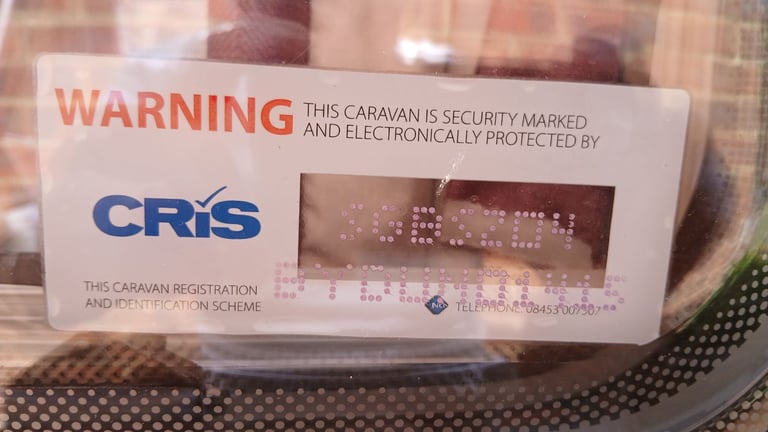 WARNING THIS CARAVAN IS SECURITY MARKED
AND ELECTRONICALLY PROTECTED BY
CRiS
THIS CARAVAN REGISTRATION
AND IDENTIFICATION SCHEME
TELEPHONE: 08453 007307